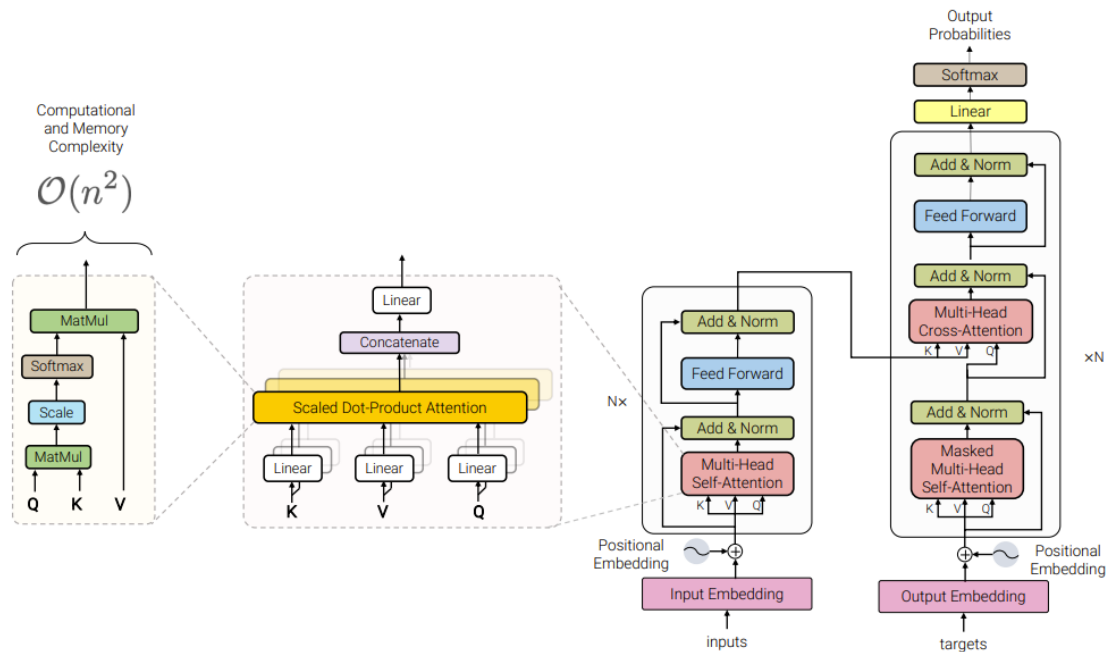 Computational
and Memory
Complexity
O(n²)
MatMul
Softmax
Scale
MatMul
Q K V
Linear
Concatenate
Scaled Dot-Product Attention
Linear Linear Linear
K V Q
N×
Add & Norm
Feed Forward
Add & Norm
Multi-Head
Self-Attention
K V Q
Positional
Embedding
Input Embedding
inputs
Output
Probabilities
Softmax
Linear
Add & Norm
Feed Forward
Add & Norm
Multi-Head
Cross-Attention
K V Q
×N
Add & Norm
Masked
Multi-Head
Self-Attention
K V Q
Positional
Embedding
Output Embedding
targets